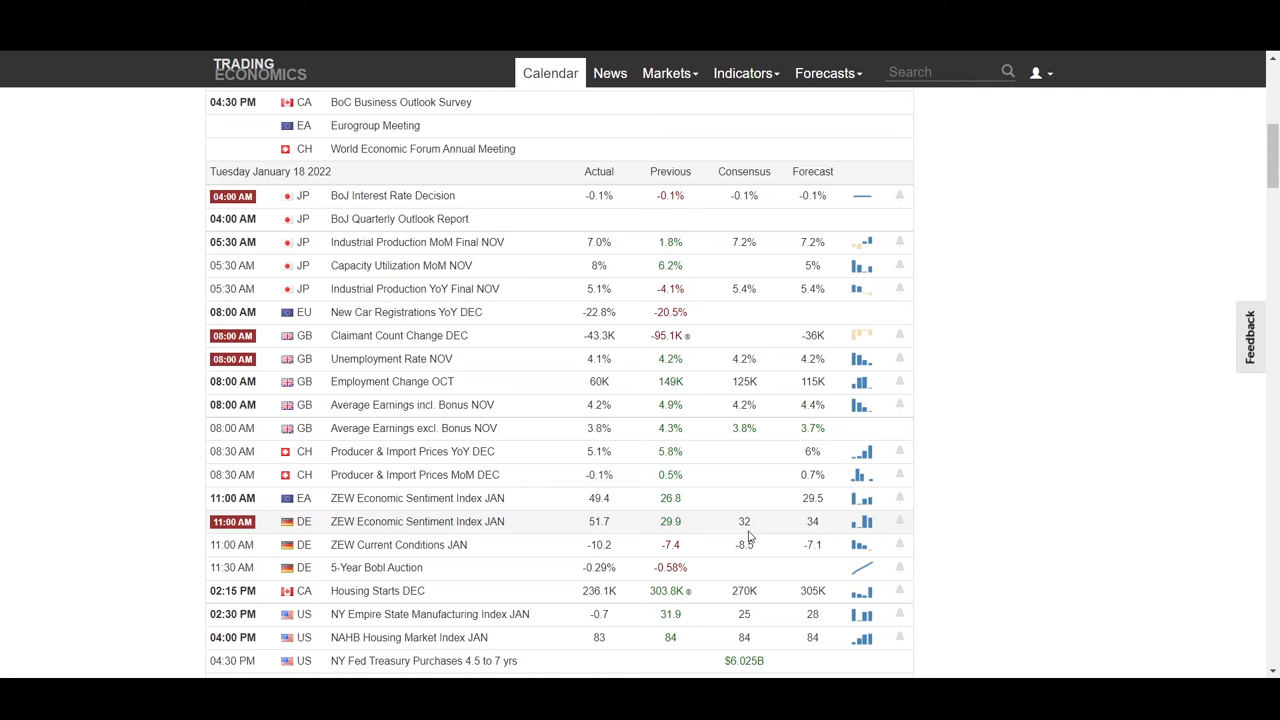 TRADING
ECONOMICS
Calendar News Markets Indicators Forecasts Search
04:30 PM CA BoC Business Outlook Survey
EA Eurogroup Meeting
CH World Economic Forum Annual Meeting
Tuesday January 18 2022 Actual Previous Consensus Forecast
04:00 AM JP BoJ Interest Rate Decision -0.1% -0.1% -0.1% -0.1%
04:00 AM JP BoJ Quarterly Outlook Report
05:30 AM JP Industrial Production MoM Final NOV 7.0% 1.8% 7.2% 7.2%
05:30 AM JP Capacity Utilization MoM NOV 8% 6.2% 5%
05:30 AM JP Industrial Production YoY Final NOV 5.1% -4.1% 5.4% 5.4%
08:00 AM EU New Car Registrations YoY DEC -22.8% -20.5%
08:00 AM GB Claimant Count Change DEC -43.3K -95.1K ® -36K
08:00 AM GB Unemployment Rate NOV 4.1% 4.2% 4.2% 4.2%
08:00 AM GB Employment Change OCT 60K 149K 125K 115K
08:00 AM GB Average Earnings incl. Bonus NOV 4.2% 4.9% 4.2% 4.4%
08:00 AM GB Average Earnings excl. Bonus NOV 3.8% 4.3% 3.8% 3.7%
08:30 AM CH Producer & Import Prices YoY DEC 5.1% 5.8% 6%
08:30 AM CH Producer & Import Prices MoM DEC -0.1% 0.5% 0.7%
11:00 AM EA ZEW Economic Sentiment Index JAN 49.4 26.8 29.5
11:00 AM DE ZEW Economic Sentiment Index JAN 51.7 29.9 32 34
11:00 AM DE ZEW Current Conditions JAN -10.2 -7.4 -8.5 -7.1
11:30 AM DE 5-Year Bobl Auction -0.29% -0.58%
02:15 PM CA Housing Starts DEC 236.1K 303.8K ® 270K 305K
02:30 PM US NY Empire State Manufacturing Index JAN -0.7 31.9 25 28
04:00 PM US NAHB Housing Market Index JAN 83 84 84 84
04:30 PM US NY Fed Treasury Purchases 4.5 to 7 yrs $6.025B
Feedback